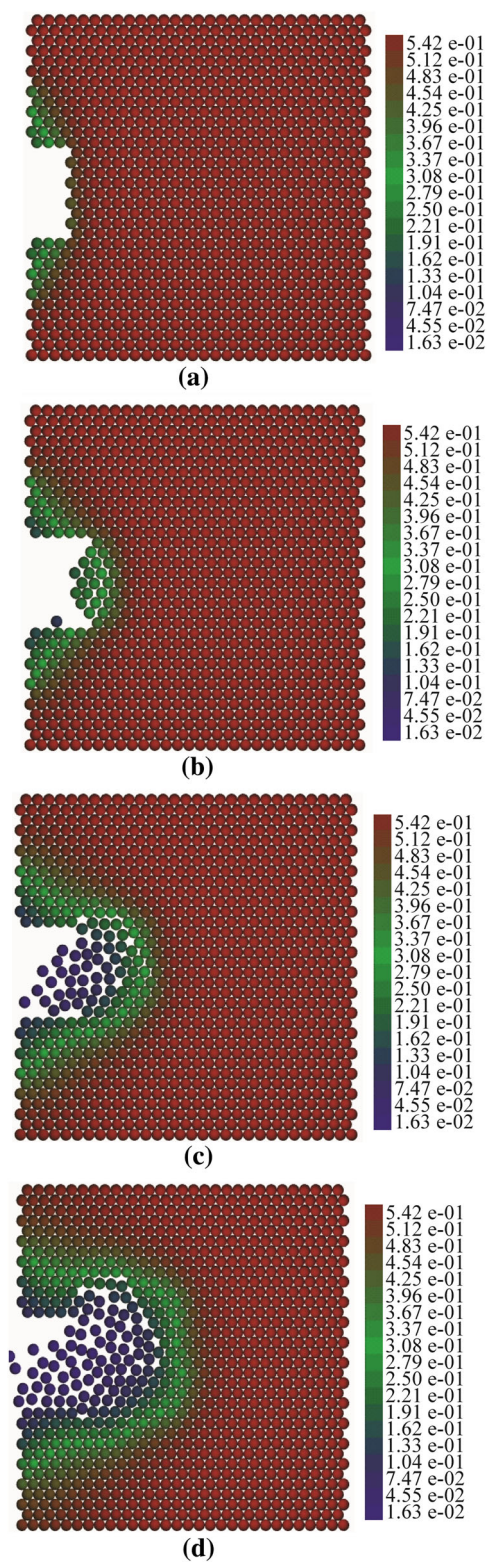 5.42 e-01
5.12 e-01
4.83 e-01
4.54 e-01
4.25 e-01
3.96 e-01
3.67 e-01
3.37 e-01
3.08 e-01
2.79 e-01
2.50 e-01
2.21 e-01
1.91 e-01
1.62 e-01
1.33 e-01
1.04 e-01
7.47 e-02
4.55 e-02
1.63 e-02
(a)
5.42 e-01
5.12 e-01
4.83 e-01
4.54 e-01
4.25 e-01
3.96 e-01
3.67 e-01
3.37 e-01
3.08 e-01
2.79 e-01
2.50 e-01
2.21 e-01
1.91 e-01
1.62 e-01
1.33 e-01
1.04 e-01
7.47 e-02
4.55 e-02
1.63 e-02
(b)
5.42 e-01
5.12 e-01
4.83 e-01
4.54 e-01
4.25 e-01
3.96 e-01
3.67 e-01
3.37 e-01
3.08 e-01
2.79 e-01
2.50 e-01
2.21 e-01
1.91 e-01
1.62 e-01
1.33 e-01
1.04 e-01
7.47 e-02
4.55 e-02
1.63 e-02
(c)
5.42 e-01
5.12 e-01
4.83 e-01
4.54 e-01
4.25 e-01
3.96 e-01
3.67 e-01
3.37 e-01
3.08 e-01
2.79 e-01
2.50 e-01
2.21 e-01
1.91 e-01
1.62 e-01
1.33 e-01
1.04 e-01
7.47 e-02
4.55 e-02
1.63 e-02
(d)